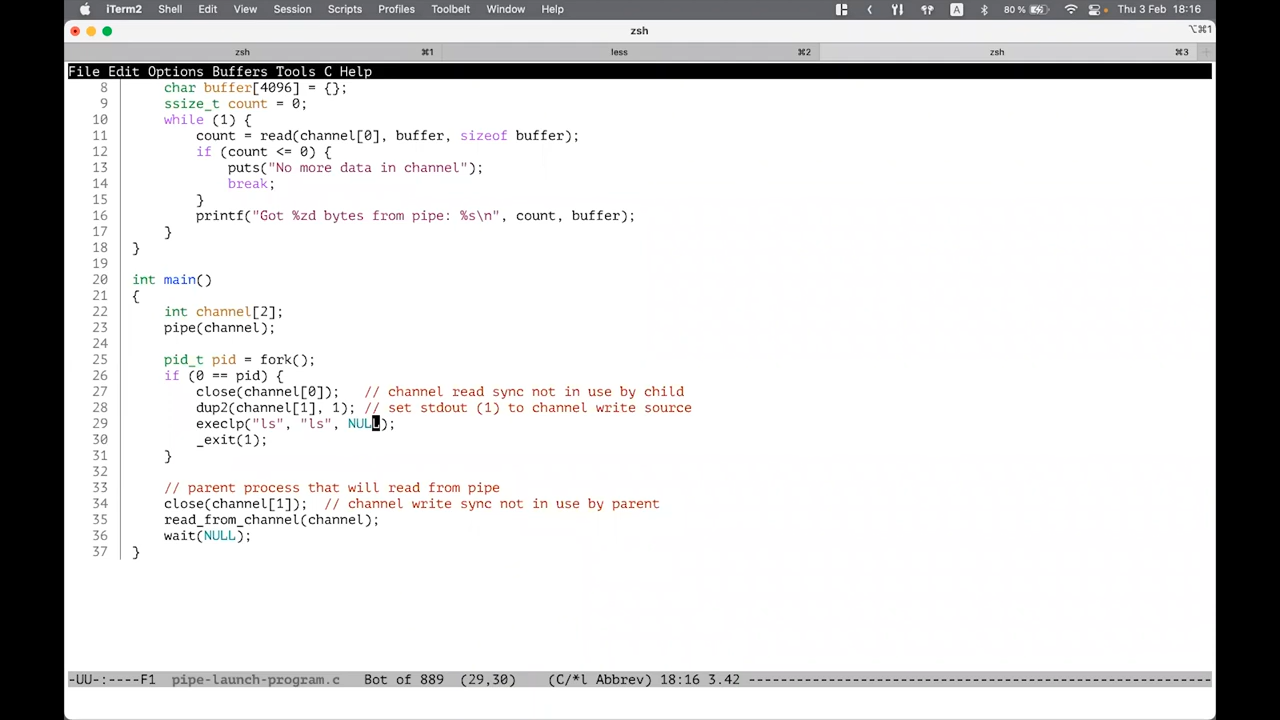 iTerm2 Shell Edit View Session Scripts Profiles Toolbelt Window Help A 80 % Thu 3 Feb 18:16
zsh ⌥⌘1
zsh ⌘1 less ⌘2 zsh ⌘3 +
File Edit Options Buffers Tools C Help
8 char buffer[4096] = {};
9 ssize_t count = 0;
10 while (1) {
11 count = read(channel[0], buffer, sizeof buffer);
12 if (count <= 0) {
13 puts("No more data in channel");
14 break;
15 }
16 printf("Got %zd bytes from pipe: %s\n", count, buffer);
17 }
18 }
19
20 int main()
21 {
22 int channel[2];
23 pipe(channel);
24
25 pid_t pid = fork();
26 if (0 == pid) {
27 close(channel[0]); // channel read sync not in use by child
28 dup2(channel[1], 1); // set stdout (1) to channel write source
29 execlp("ls", "ls", NULL);
30 _exit(1);
31 }
32
33 // parent process that will read from pipe
34 close(channel[1]); // channel write sync not in use by parent
35 read_from_channel(channel);
36 wait(NULL);
37 }
-UU-:----F1 pipe-launch-program.c Bot of 889 (29,30) (C/*l Abbrev) 18:16 3.42 ----------------------------------------------------------